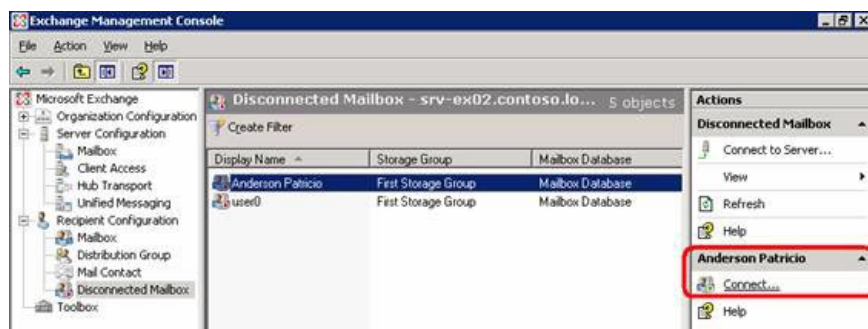 Exchange Management Console
File Action View Help
Microsoft Exchange
Organization Configuration
Server Configuration
Mailbox
Client Access
Hub Transport
Unified Messaging
Recipient Configuration
Mailbox
Distribution Group
Mail Contact
Disconnected Mailbox
Toolbox
Disconnected Mailbox - srv-ex02.contoso.lo... 5 objects
Create Filter
Display Name Storage Group Mailbox Database
Anderson Patricio First Storage Group Mailbox Database
user0 First Storage Group Mailbox Database
Actions
Disconnected Mailbox
Connect to Server...
View
Refresh
Help
Anderson Patricio
Connect...
Help